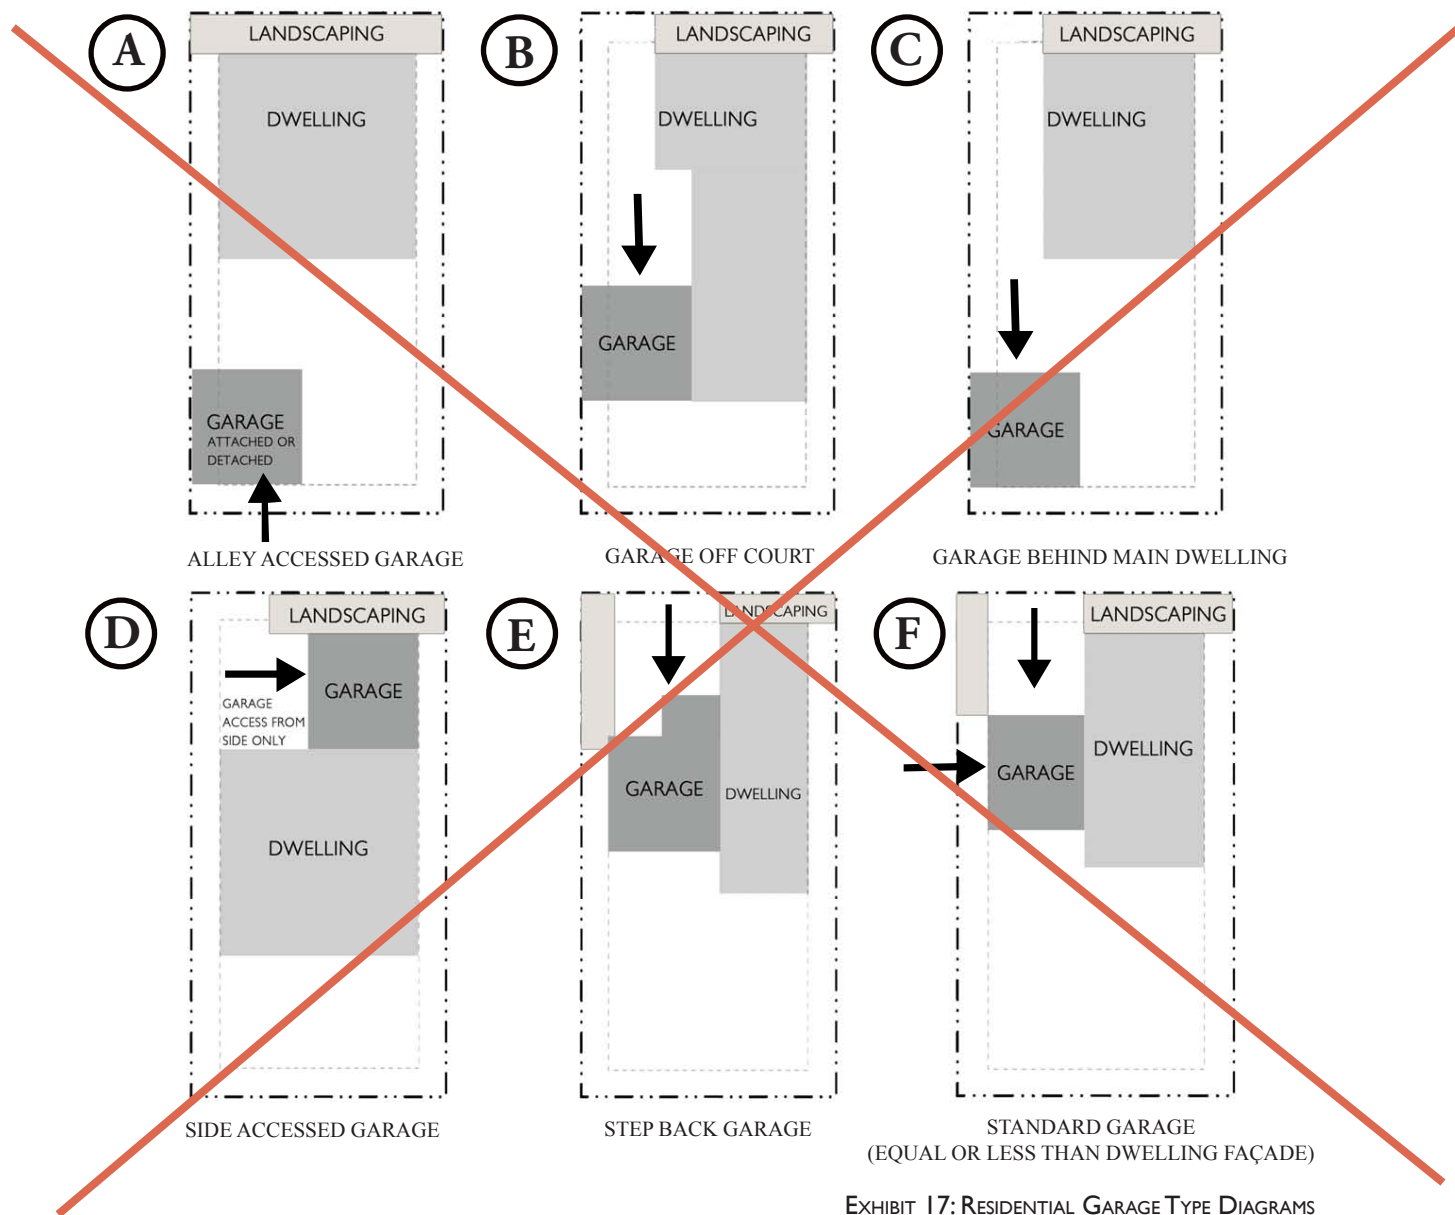 A
LANDSCAPING
DWELLING
GARAGE
ATTACHED OR
DETACHED
ALLEY ACCESSED GARAGE
B
LANDSCAPING
DWELLING
GARAGE
GARAGE OFF COURT
C
LANDSCAPING
DWELLING
GARAGE
GARAGE BEHIND MAIN DWELLING
D
LANDSCAPING
GARAGE
GARAGE
ACCESS FROM
SIDE ONLY
DWELLING
SIDE ACCESSED GARAGE
E
LANDSCAPING
GARAGE
DWELLING
STEP BACK GARAGE
F
LANDSCAPING
DWELLING
GARAGE
STANDARD GARAGE
(EQUAL OR LESS THAN DWELLING FAÇADE)
EXHIBIT 17: RESIDENTIAL GARAGE TYPE DIAGRAMS